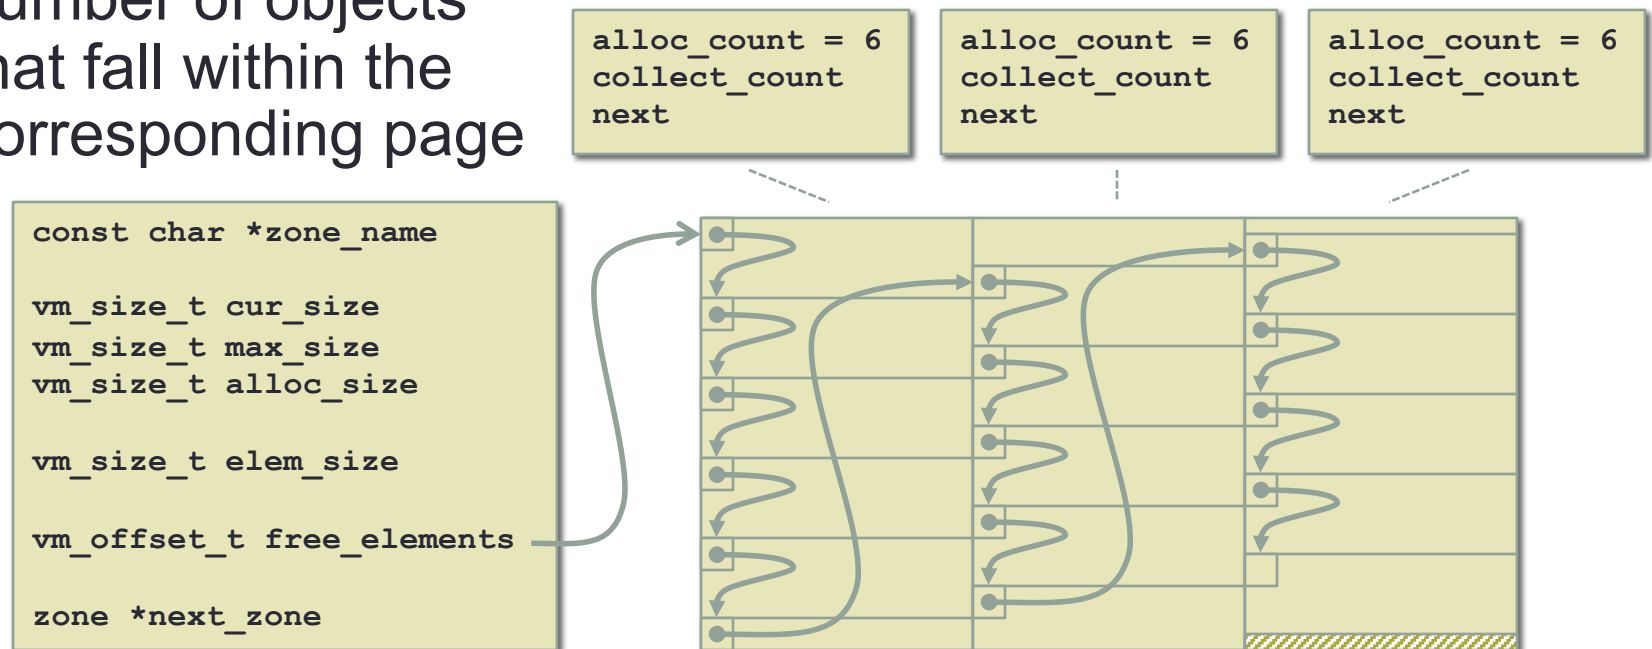 umber of objects
hat fall within the
orresponding page
alloc_count = 6
collect_count
next
alloc_count = 6
collect_count
next
alloc_count = 6
collect_count
next
const char *zone_name
vm_size_t cur_size
vm_size_t max_size
vm_size_t alloc_size
vm_size_t elem_size
vm_offset_t free_elements
zone *next_zone